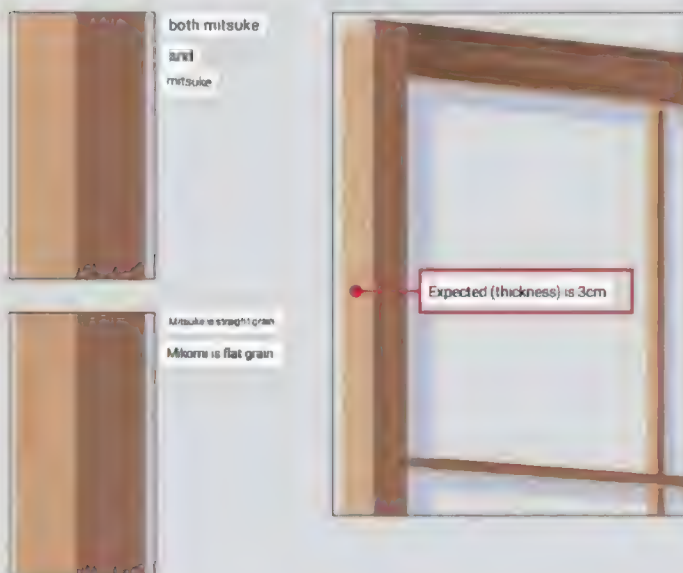 both mitsuke
and
mitsuke
Expected (thickness) is 3cm
Mitsuke is straight grain
Mikomi is flat grain